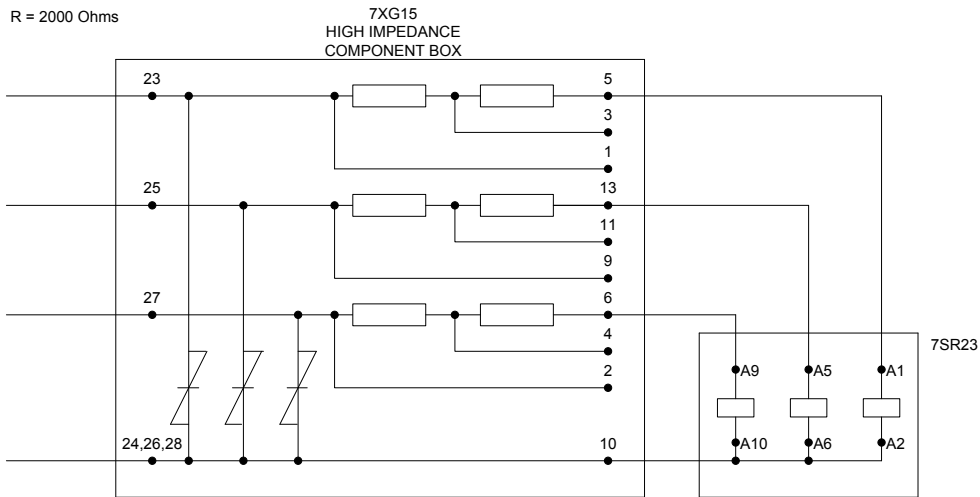 R = 2000 Ohms
7XG15
HIGH IMPEDANCE
COMPONENT BOX
23
5
3
1
25
13
11
9
27
6
4
2
7SR23
A9
A5
A1
24,26,28
10
A10
A6
A2